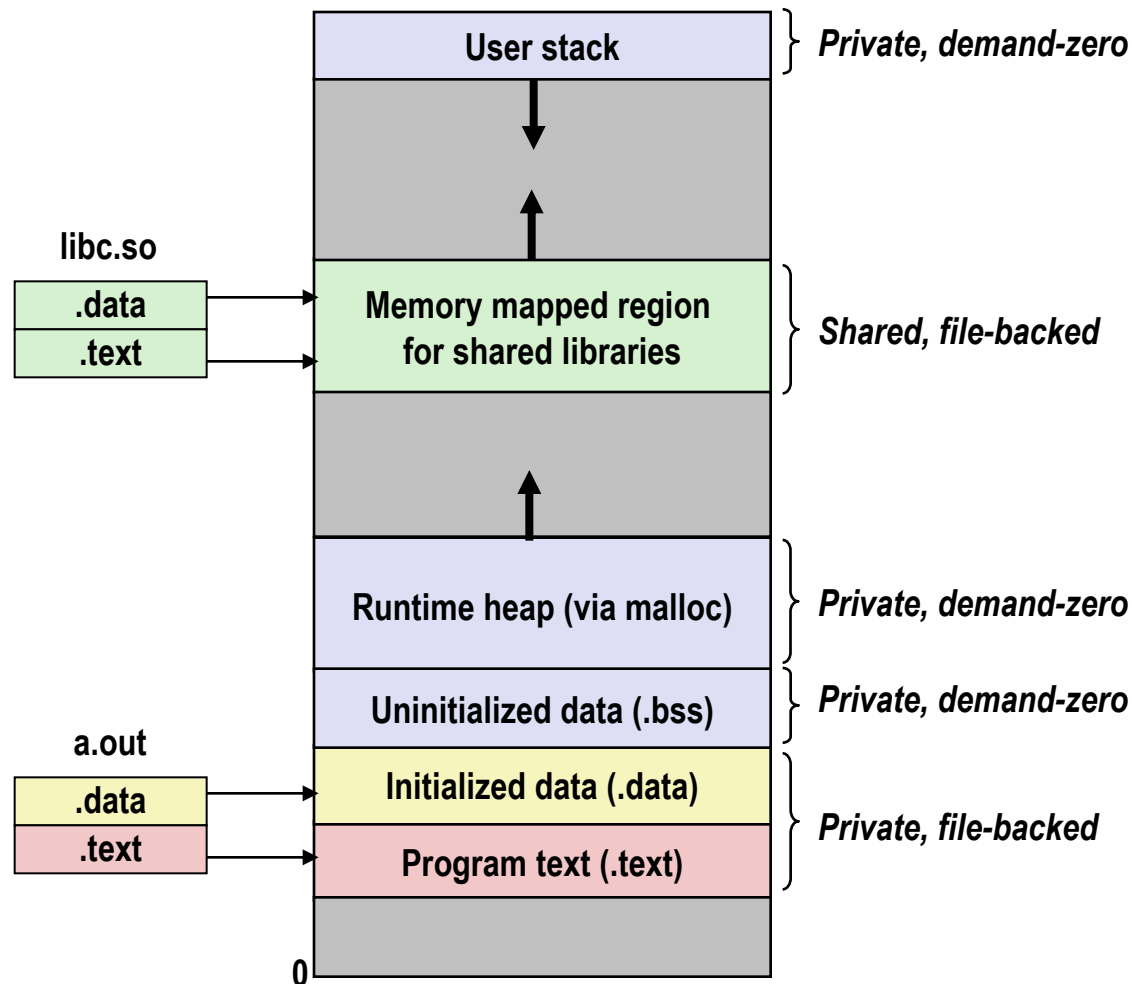 User stack
Private, demand-zero
libc.so
.data
.text
Memory mapped region
for shared libraries
Shared, file-backed
Runtime heap (via malloc)
Private, demand-zero
Uninitialized data (.bss)
Private, demand-zero
a.out
.data
.text
Initialized data (.data)
Program text (.text)
Private, file-backed
0